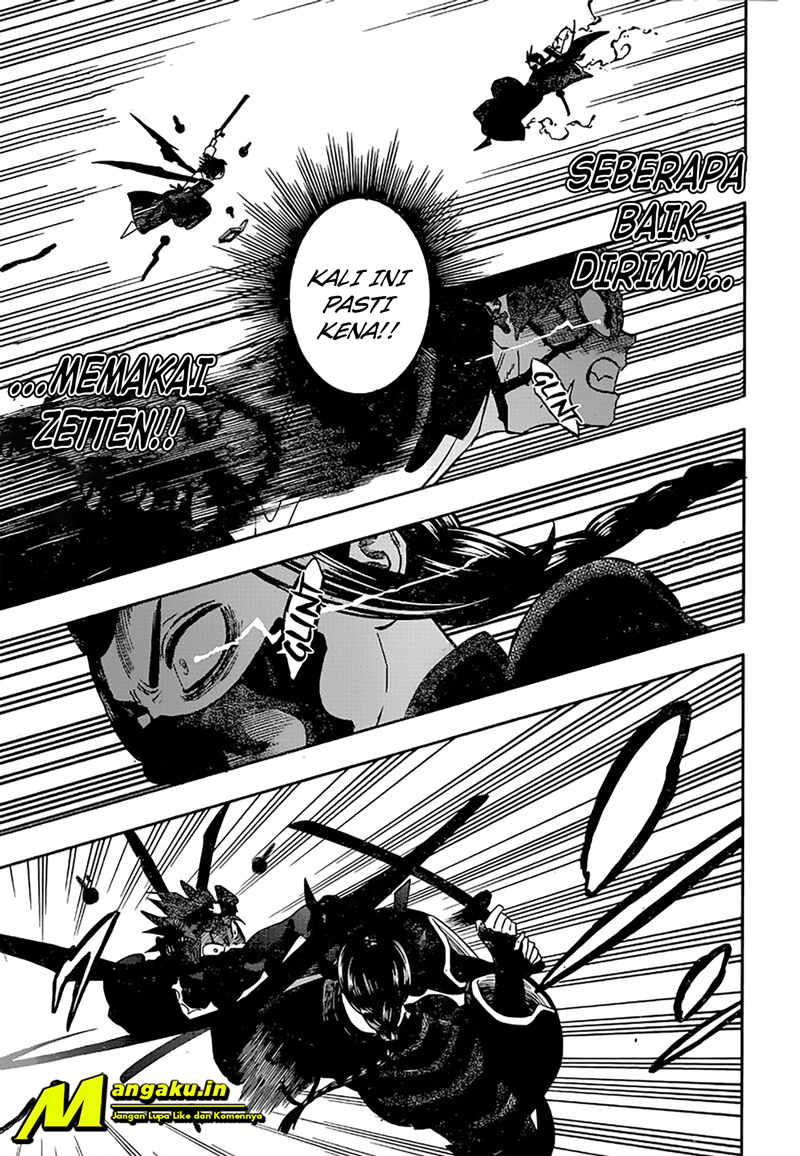 SEBERAPA
BAIK
DIRIMU...
KALI INI
PASTI
KENA!!
...MEMAKAI
ZETTEN!!
GLIN
GLIN
Mangaku.in
Jangan Lupa Like dan Komennya